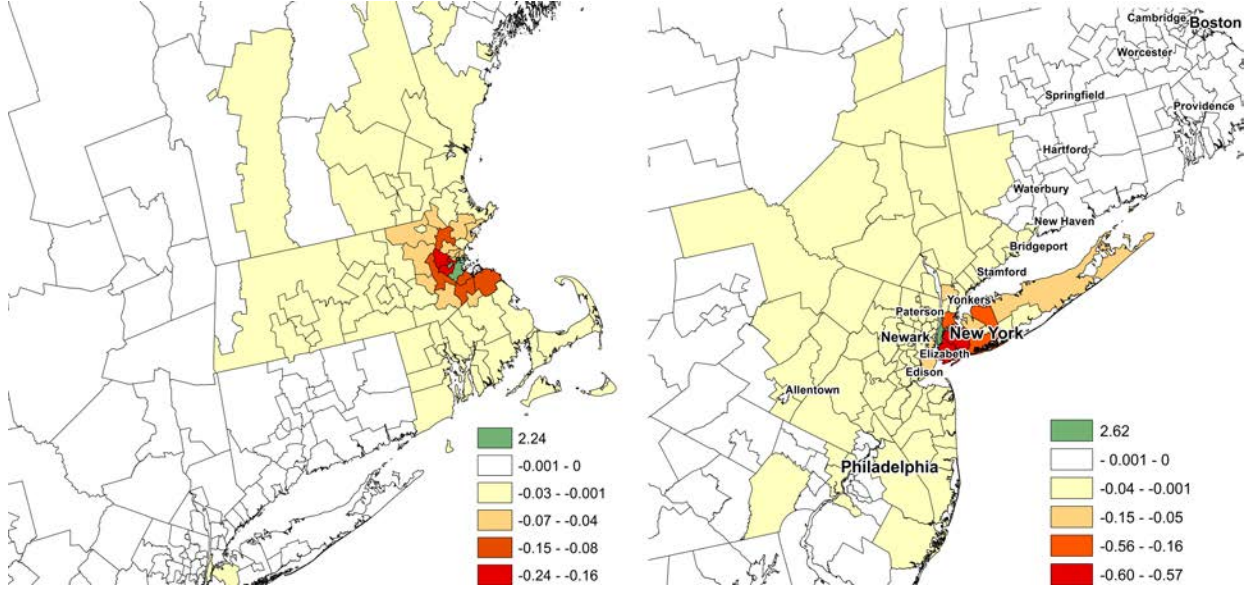 2.24
-0.001 - 0
-0.03 - -0.001
-0.07 - -0.04
-0.15 - -0.08
-0.24 - -0.16
Cambridge
Boston
Worcester
Springfield
Providence
Hartford
Waterbury
New Haven
Bridgeport
Stamford
Yonkers
Paterson
New York
Newark
Elizabeth
Edison
Allentown
Philadelphia
2.62
- 0.001 - 0
-0.04 - -0.001
-0.15 - -0.05
-0.56 - -0.16
-0.60 - -0.57